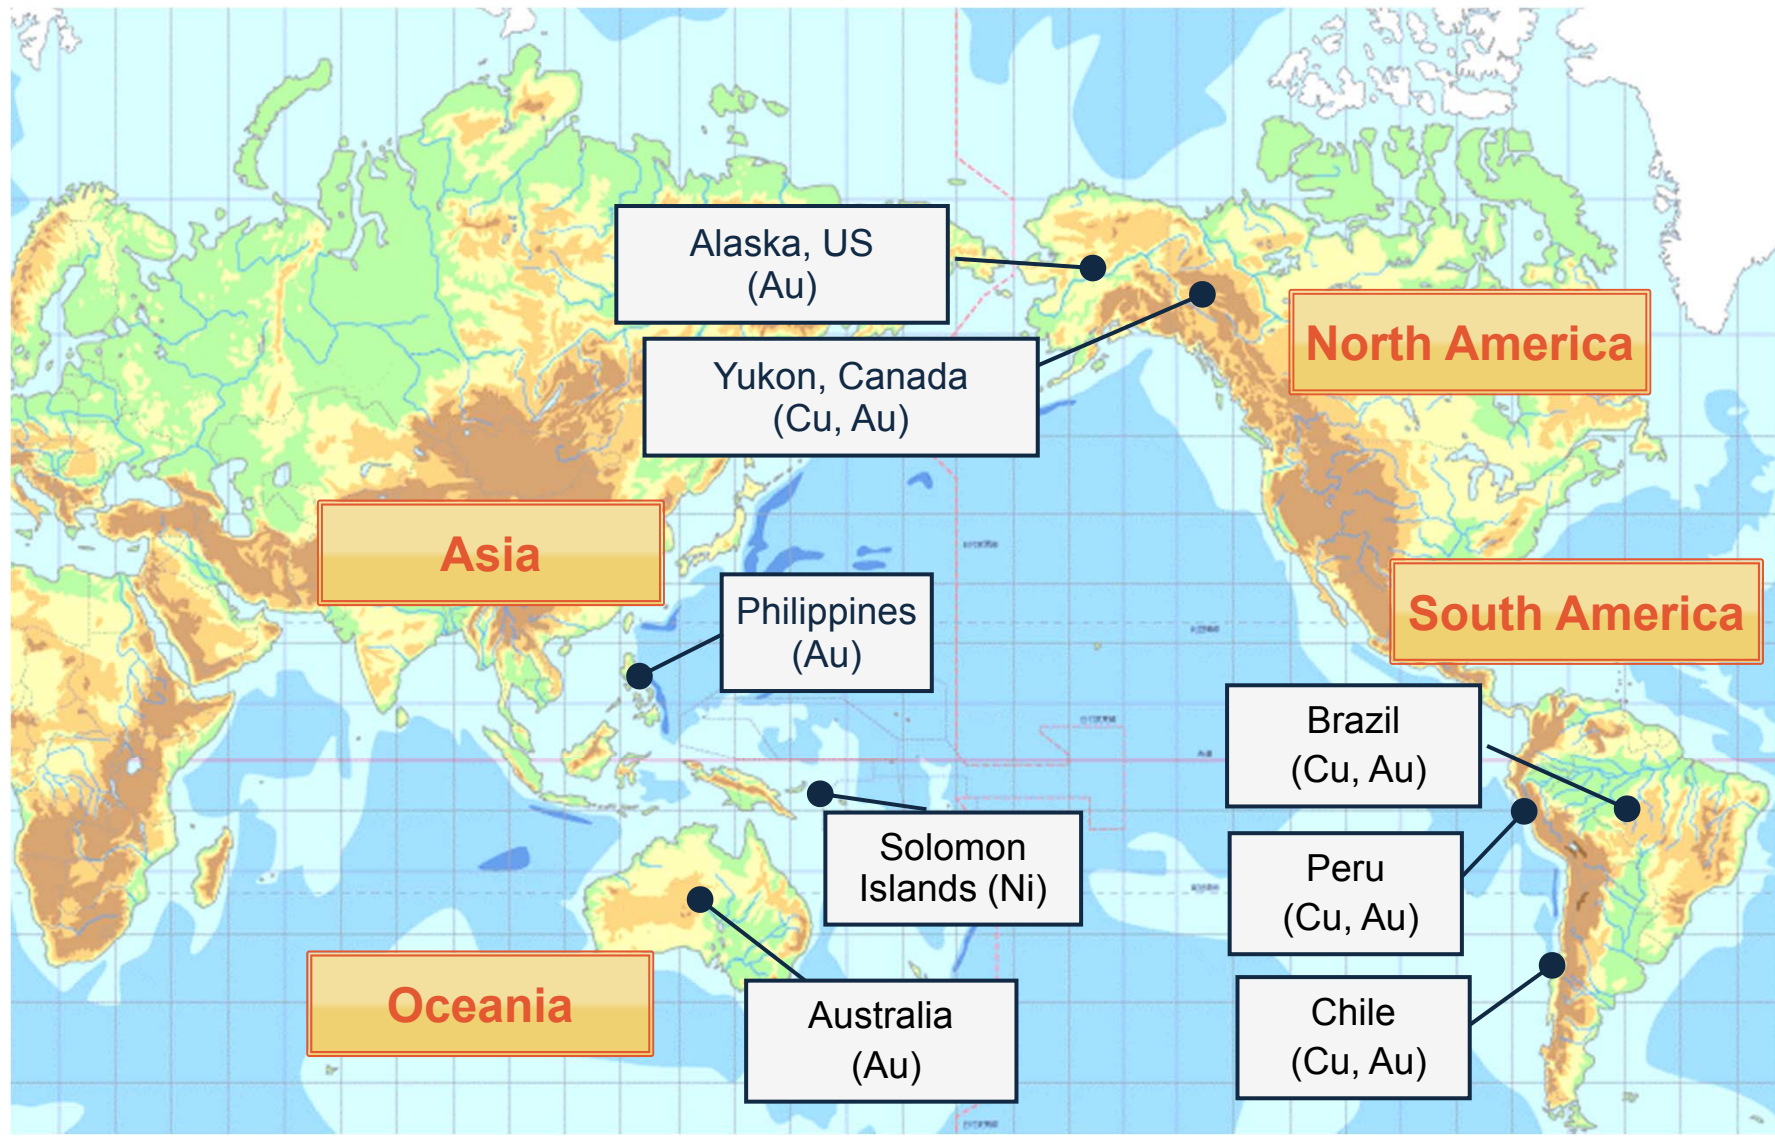 Alaska, US
(Au)
Yukon, Canada
(Cu, Au)
North America
Asia
Philippines
(Au)
South America
Brazil
(Cu, Au)
Solomon
Islands (Ni)
Peru
(Cu, Au)
Oceania
Australia
(Au)
Chile
(Cu, Au)